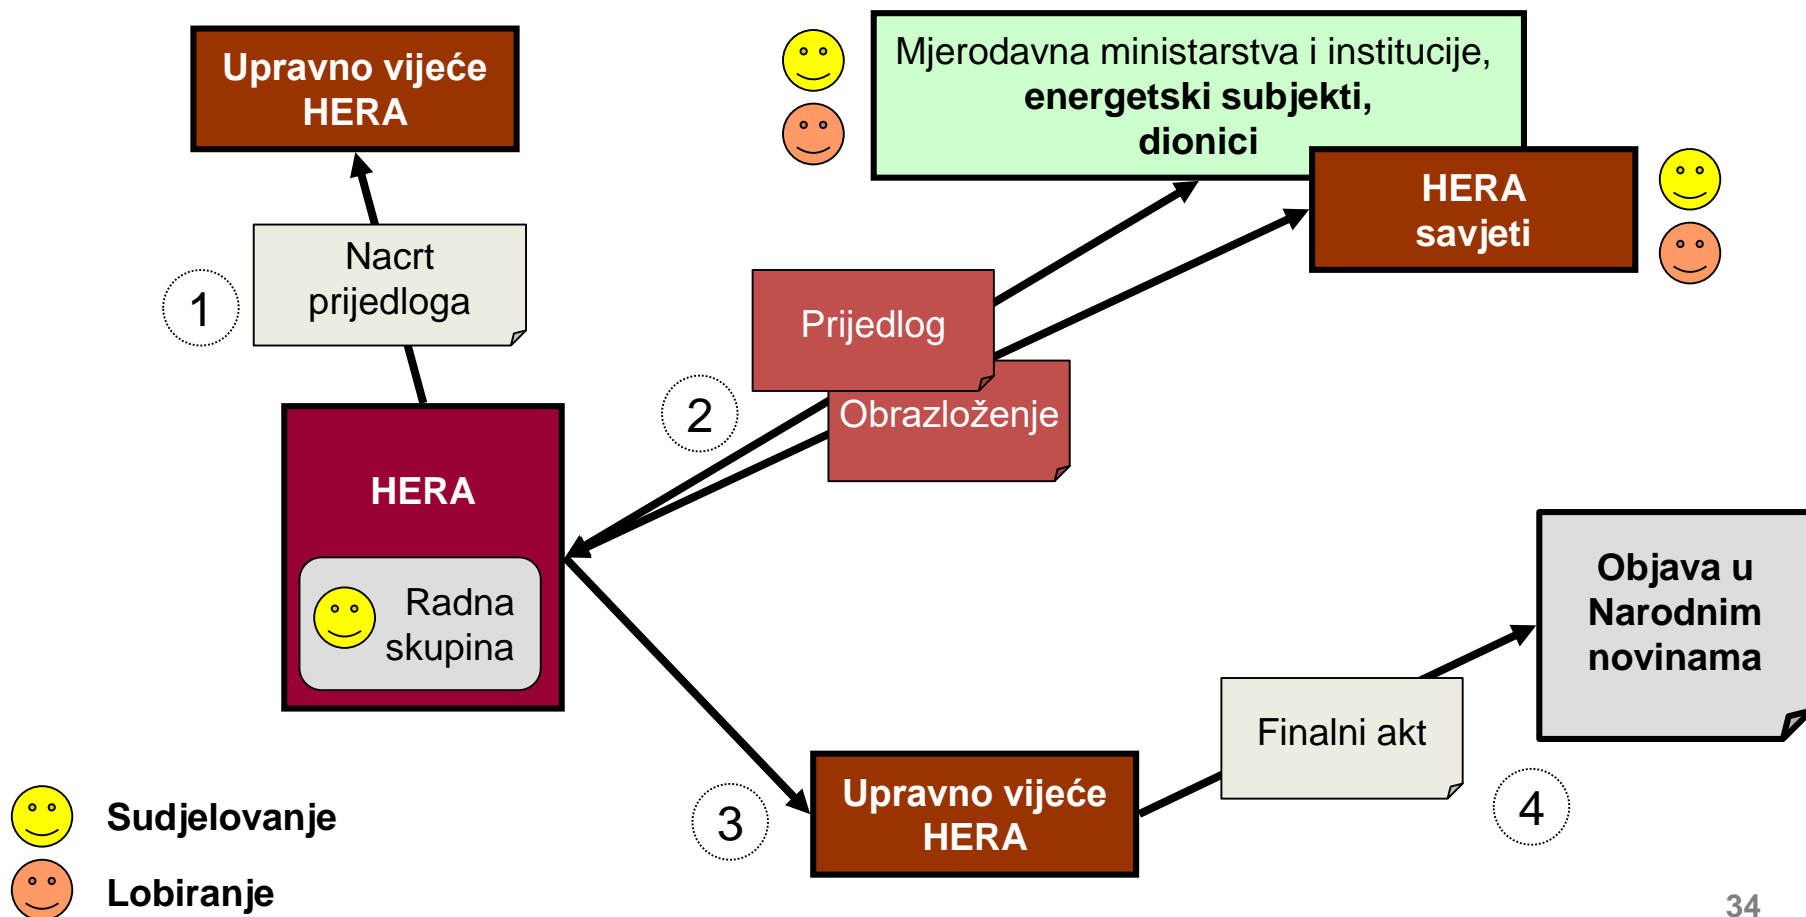 Upravno vijeće
HERA
Mjerodavna ministarstva i institucije,
energetski subjekti,
dionici
HERA
savjeti
Nacrt
prijedloga
1
Prijedlog
Obrazloženje
2
HERA
Radna
skupina
Objava u
Narodnim
novinama
Finalni akt
Upravno vijeće
HERA
3
4
Sudjelovanje
Lobiranje
34